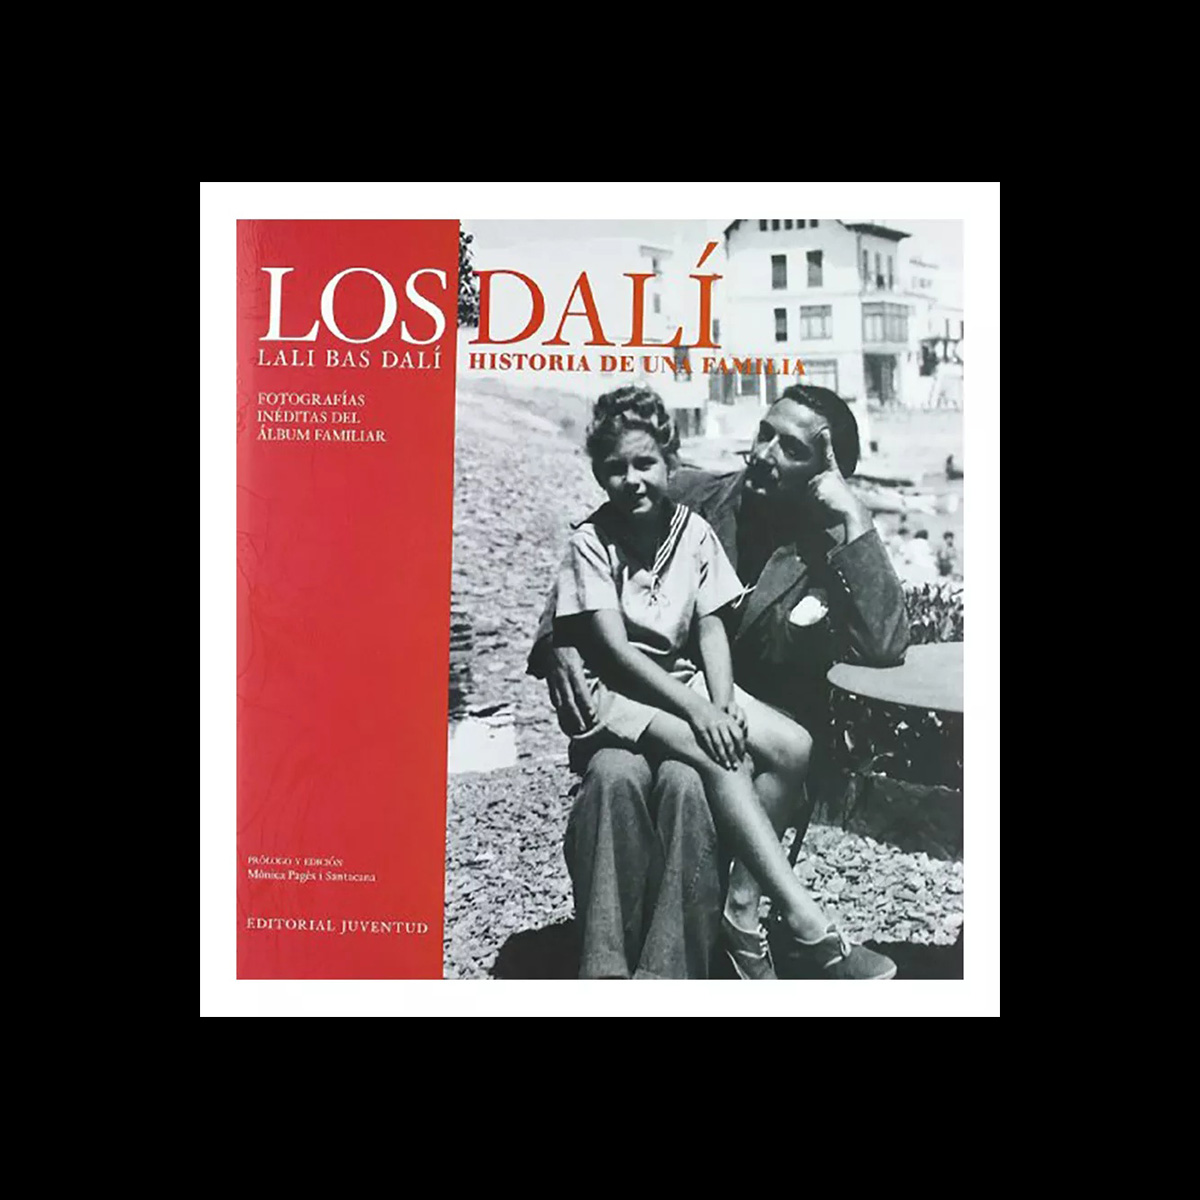 LOS DALÍ
LALI BAS DALÍ
HISTORIA DE UNA FAMILIA
FOTOGRAFÍAS
INÉDITAS DEL
ÁLBUM FAMILIAR
PRÓLOGO Y EDICIÓN
Mònica Pagès i Santacana
EDITORIAL JUVENTUD